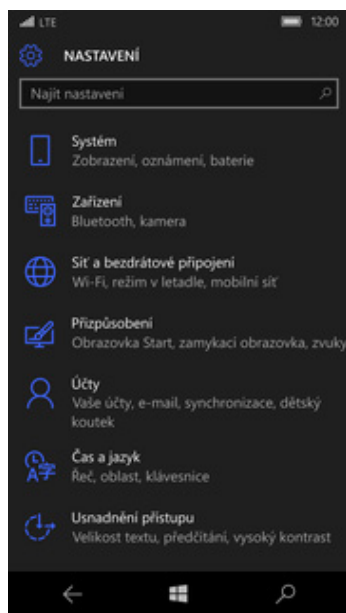 LTE 12:00
NASTAVENÍ
Najít nastavení
Systém
Zobrazení, oznámení, baterie
Zařízení
Bluetooth, kamera
Síť a bezdrátové připojení
Wi-Fi, režim v letadle, mobilní síť
Přizpůsobení
Obrazovka Start, zamykací obrazovka, zvuky
Účty
Vaše účty, e-mail, synchronizace, dětský
koutek
Čas a jazyk
Řeč, oblast, klávesnice
Usnadnění přístupu
Velikost textu, předčítání, vysoký kontrast